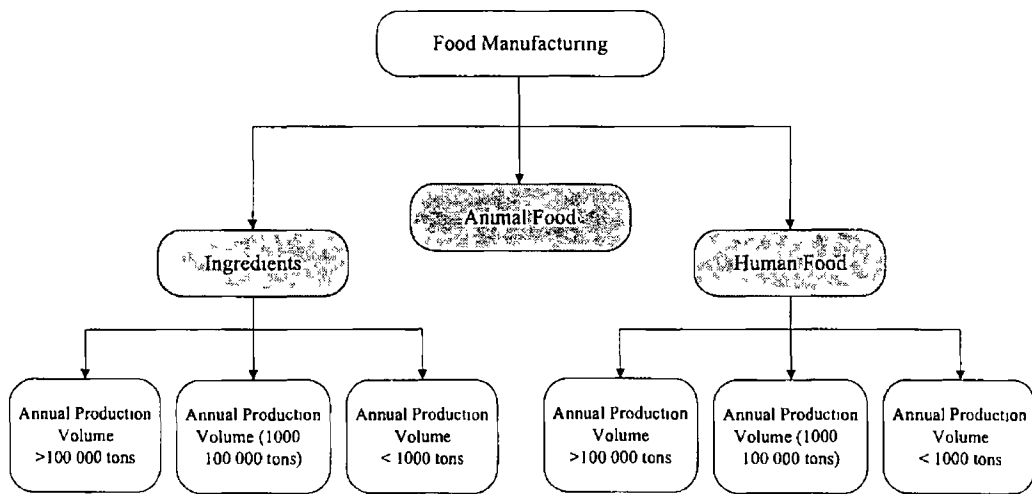 Food Manufacturing
Animal Food
Ingredients
Human Food
Annual Production
Volume
>100 000 tons
Annual Production
Volume (1000
100 000 tons)
Annual Production
Volume
< 1000 tons
Annual Production
Volume
>100 000 tons
Annual Production
Volume (1000
100 000 tons)
Annual Production
Volume
< 1000 tons